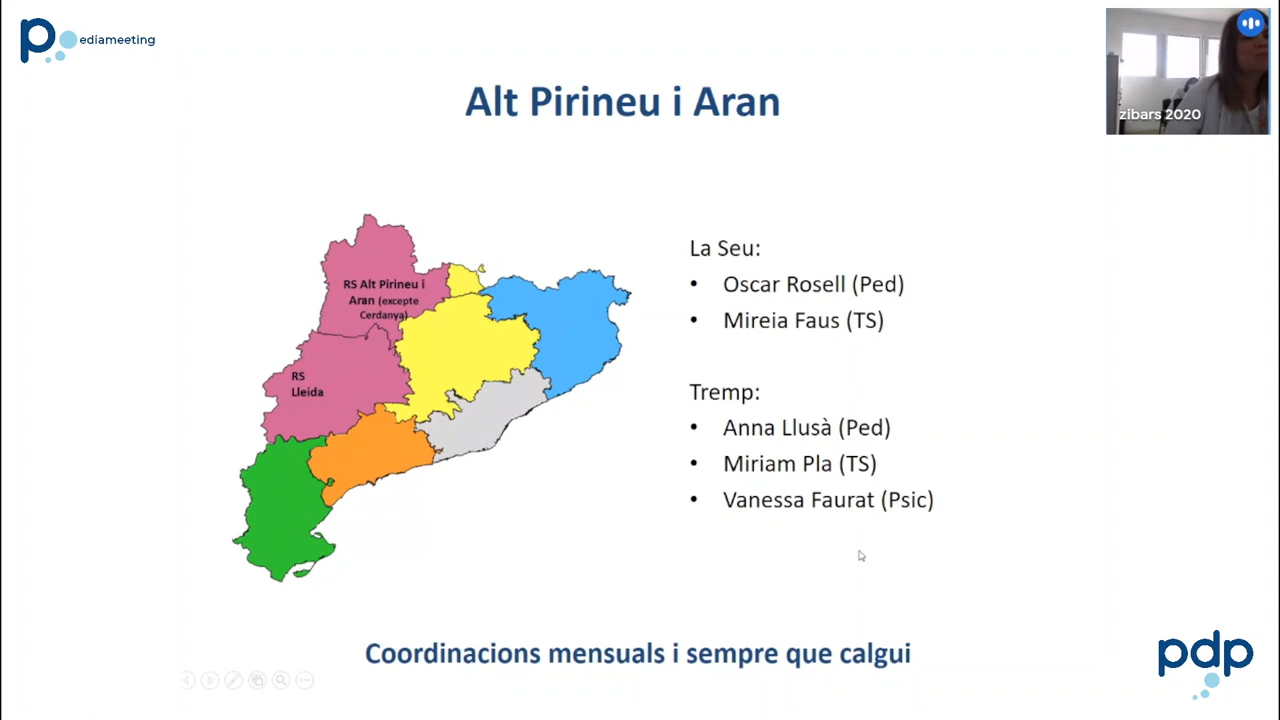 pediameeting
zibars 2020
Alt Pirineu i Aran
RS Alt Pirineu i
Aran (excepte
Cerdanya)
RS
Lleida
La Seu:
• Oscar Rosell (Ped)
• Mireia Faus (TS)
Tremp:
• Anna Llusà (Ped)
• Miriam Pla (TS)
• Vanessa Faurat (Psic)
Coordinacions mensuals i sempre que calgui
pdp